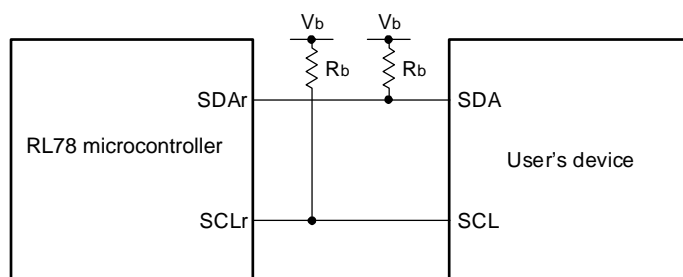 Vb Vb
Rb Rb
SDAr SDA
RL78 microcontroller
User’s device
SCLr SCL